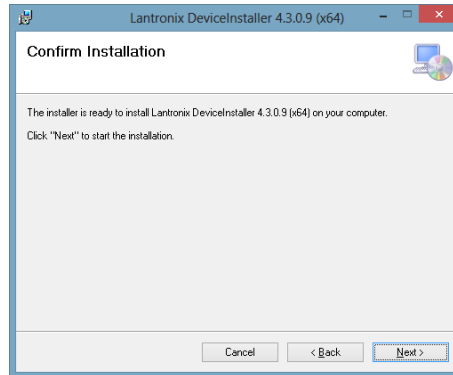 Lantronix DeviceInstaller 4.3.0.9 (x64)
Confirm Installation
The installer is ready to install Lantronix DeviceInstaller 4.3.0.9 (x64) on your computer.
Click "Next" to start the installation.
Cancel
< Back
Next >